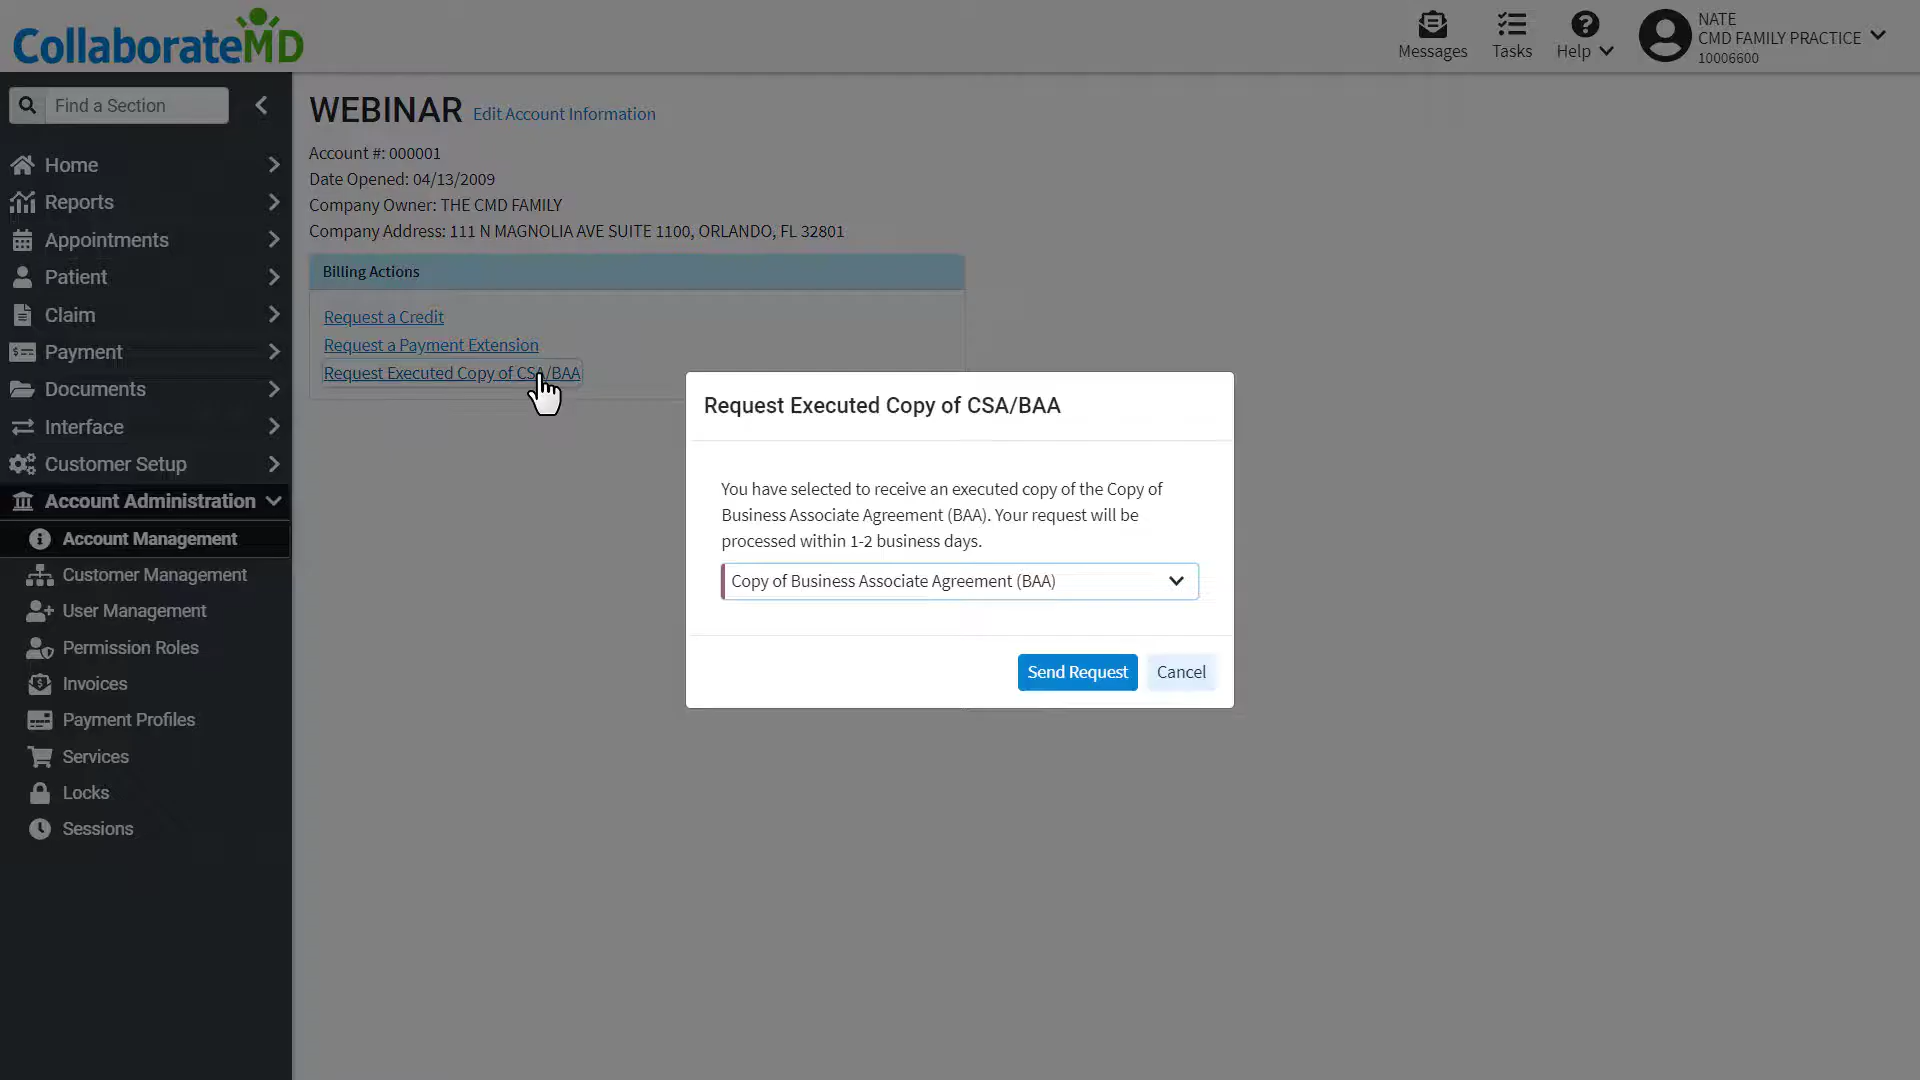 CollaborateMD
Messages
Tasks
Help
NATE
CMD FAMILY PRACTICE
10006600
Find a Section
Home
Reports
Appointments
Patient
Claim
Payment
Documents
Interface
Customer Setup
Account Administration
Account Management
Customer Management
User Management
Permission Roles
Invoices
Payment Profiles
Services
Locks
Sessions
WEBINAR Edit Account Information
Account #: 000001
Date Opened: 04/13/2009
Company Owner: THE CMD FAMILY
Company Address: 111 N MAGNOLIA AVE SUITE 1100, ORLANDO, FL 32801
Billing Actions
Request a Credit
Request a Payment Extension
Request Executed Copy of CSA/BAA
Request Executed Copy of CSA/BAA
You have selected to receive an executed copy of the Copy of
Business Associate Agreement (BAA). Your request will be
processed within 1-2 business days.
Copy of Business Associate Agreement (BAA)
Send Request
Cancel